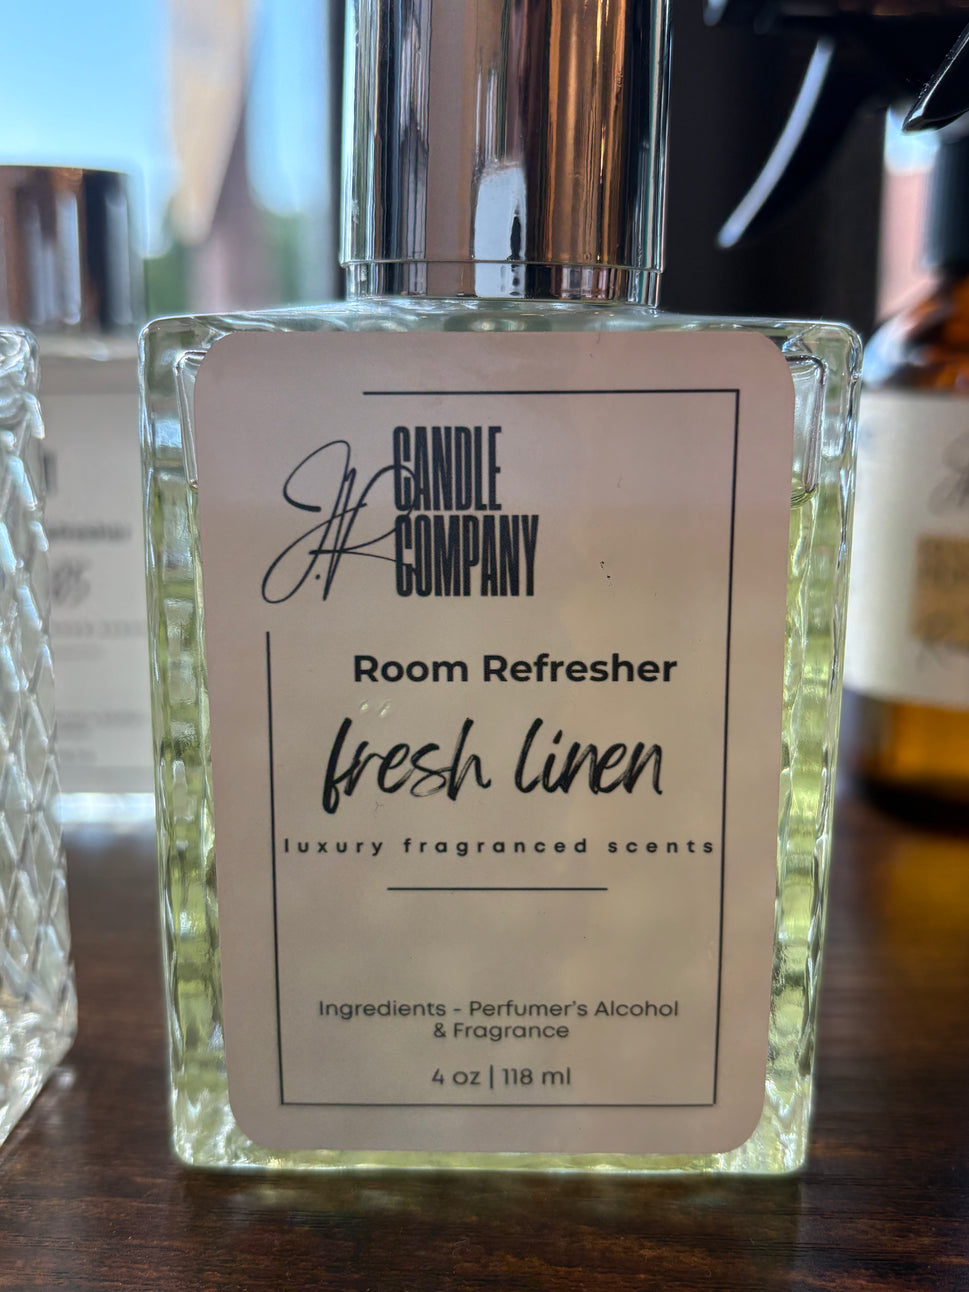 J.R.
CANDLE
COMPANY
Room Refresher
fresh linen
luxury fragranced scents
Ingredients - Perfumer's Alcohol
& Fragrance
4 oz | 118 ml